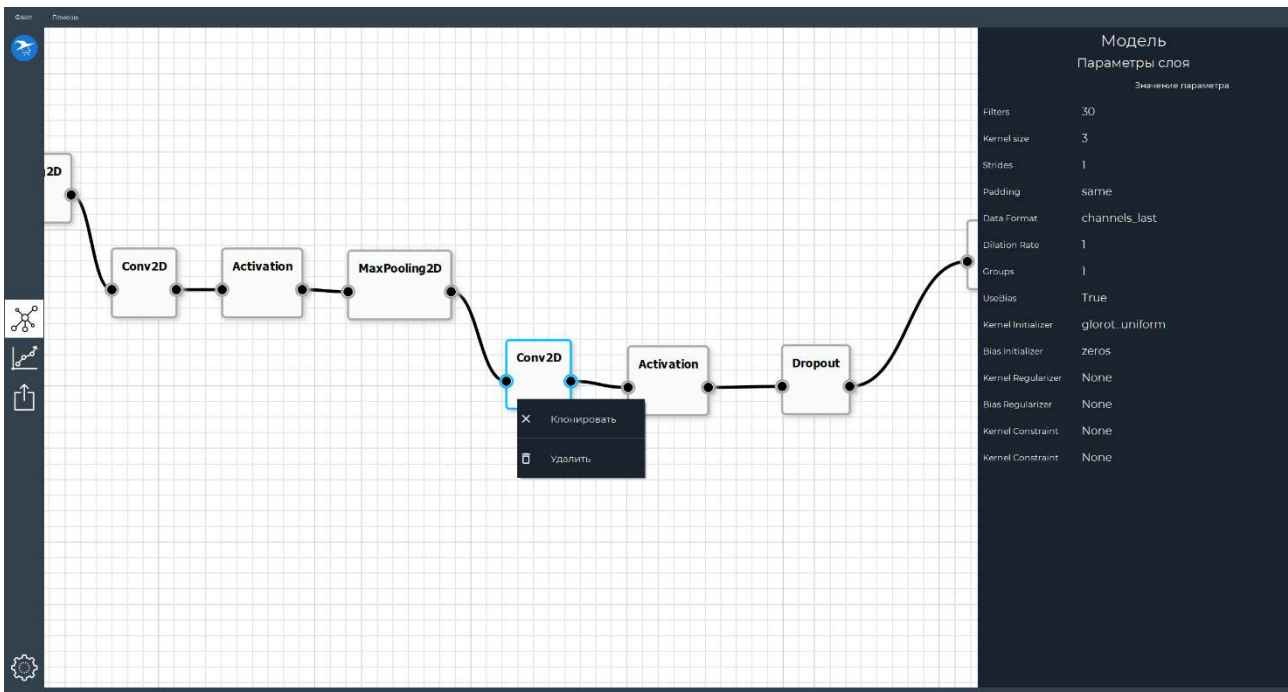 Файл Помощь
Модель
Параметры слоя
Значение параметра
Filters 30
Kernel size 3
Strides 1
Padding same
Data Format channels_last
Dilation Rate 1
Groups 1
UseBias True
Kernel Initializer glorot_uniform
Bias Initializer zeros
Kernel Regularizer None
Bias Regularizer None
Kernel Constraint None
Kernel Constraint None
2D
Conv2D
Activation
MaxPooling2D
Conv2D
Activation
Dropout
Клонировать
Удалить